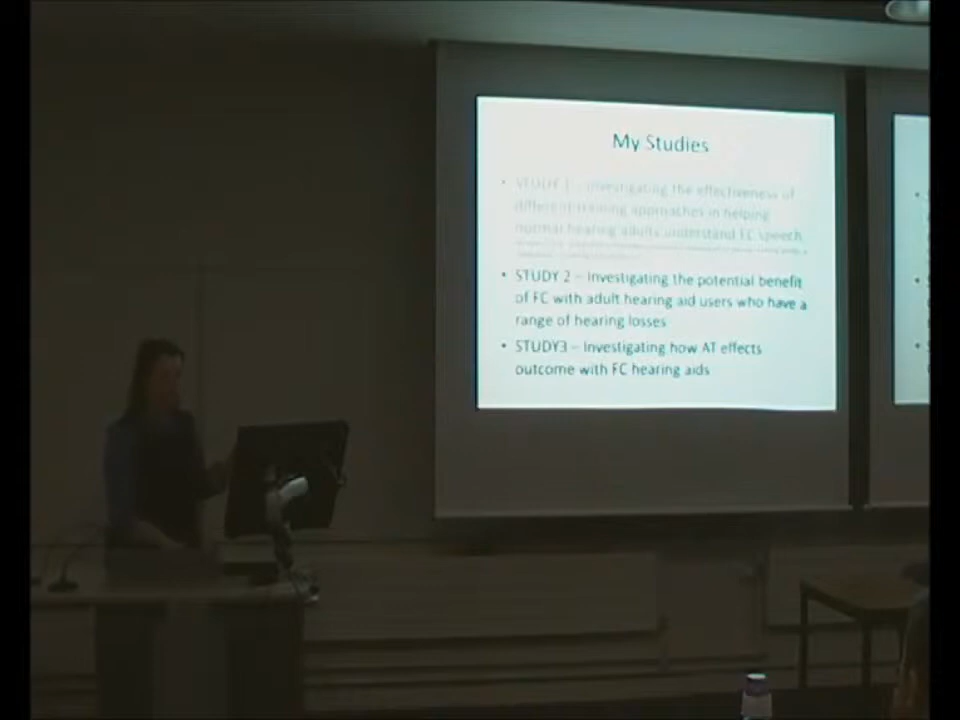 My Studies
• STUDY 1 – Investigating the effectiveness of
different training approaches in helping
normal hearing adults understand FC speech
• STUDY 2 – Investigating the potential benefit
of FC with adult hearing aid users who have a
range of hearing losses
• STUDY3 – Investigating how AT effects
outcome with FC hearing aids